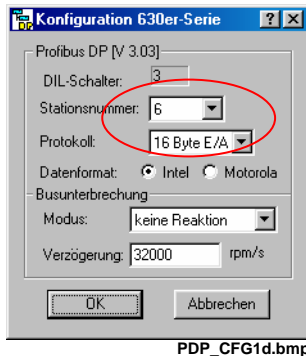 Konfiguration 630er-Serie
Profibus DP [V 3.03]
DIL-Schalter: 3
Stationsnummer: 6
Protokoll: 16 Byte E/A
Datenformat: Intel Motorola
Busunterbrechung
Modus: keine Reaktion
Verzögerung: 32000 rpm/s
OK Abbrechen
PDP_CFG1d.bmp